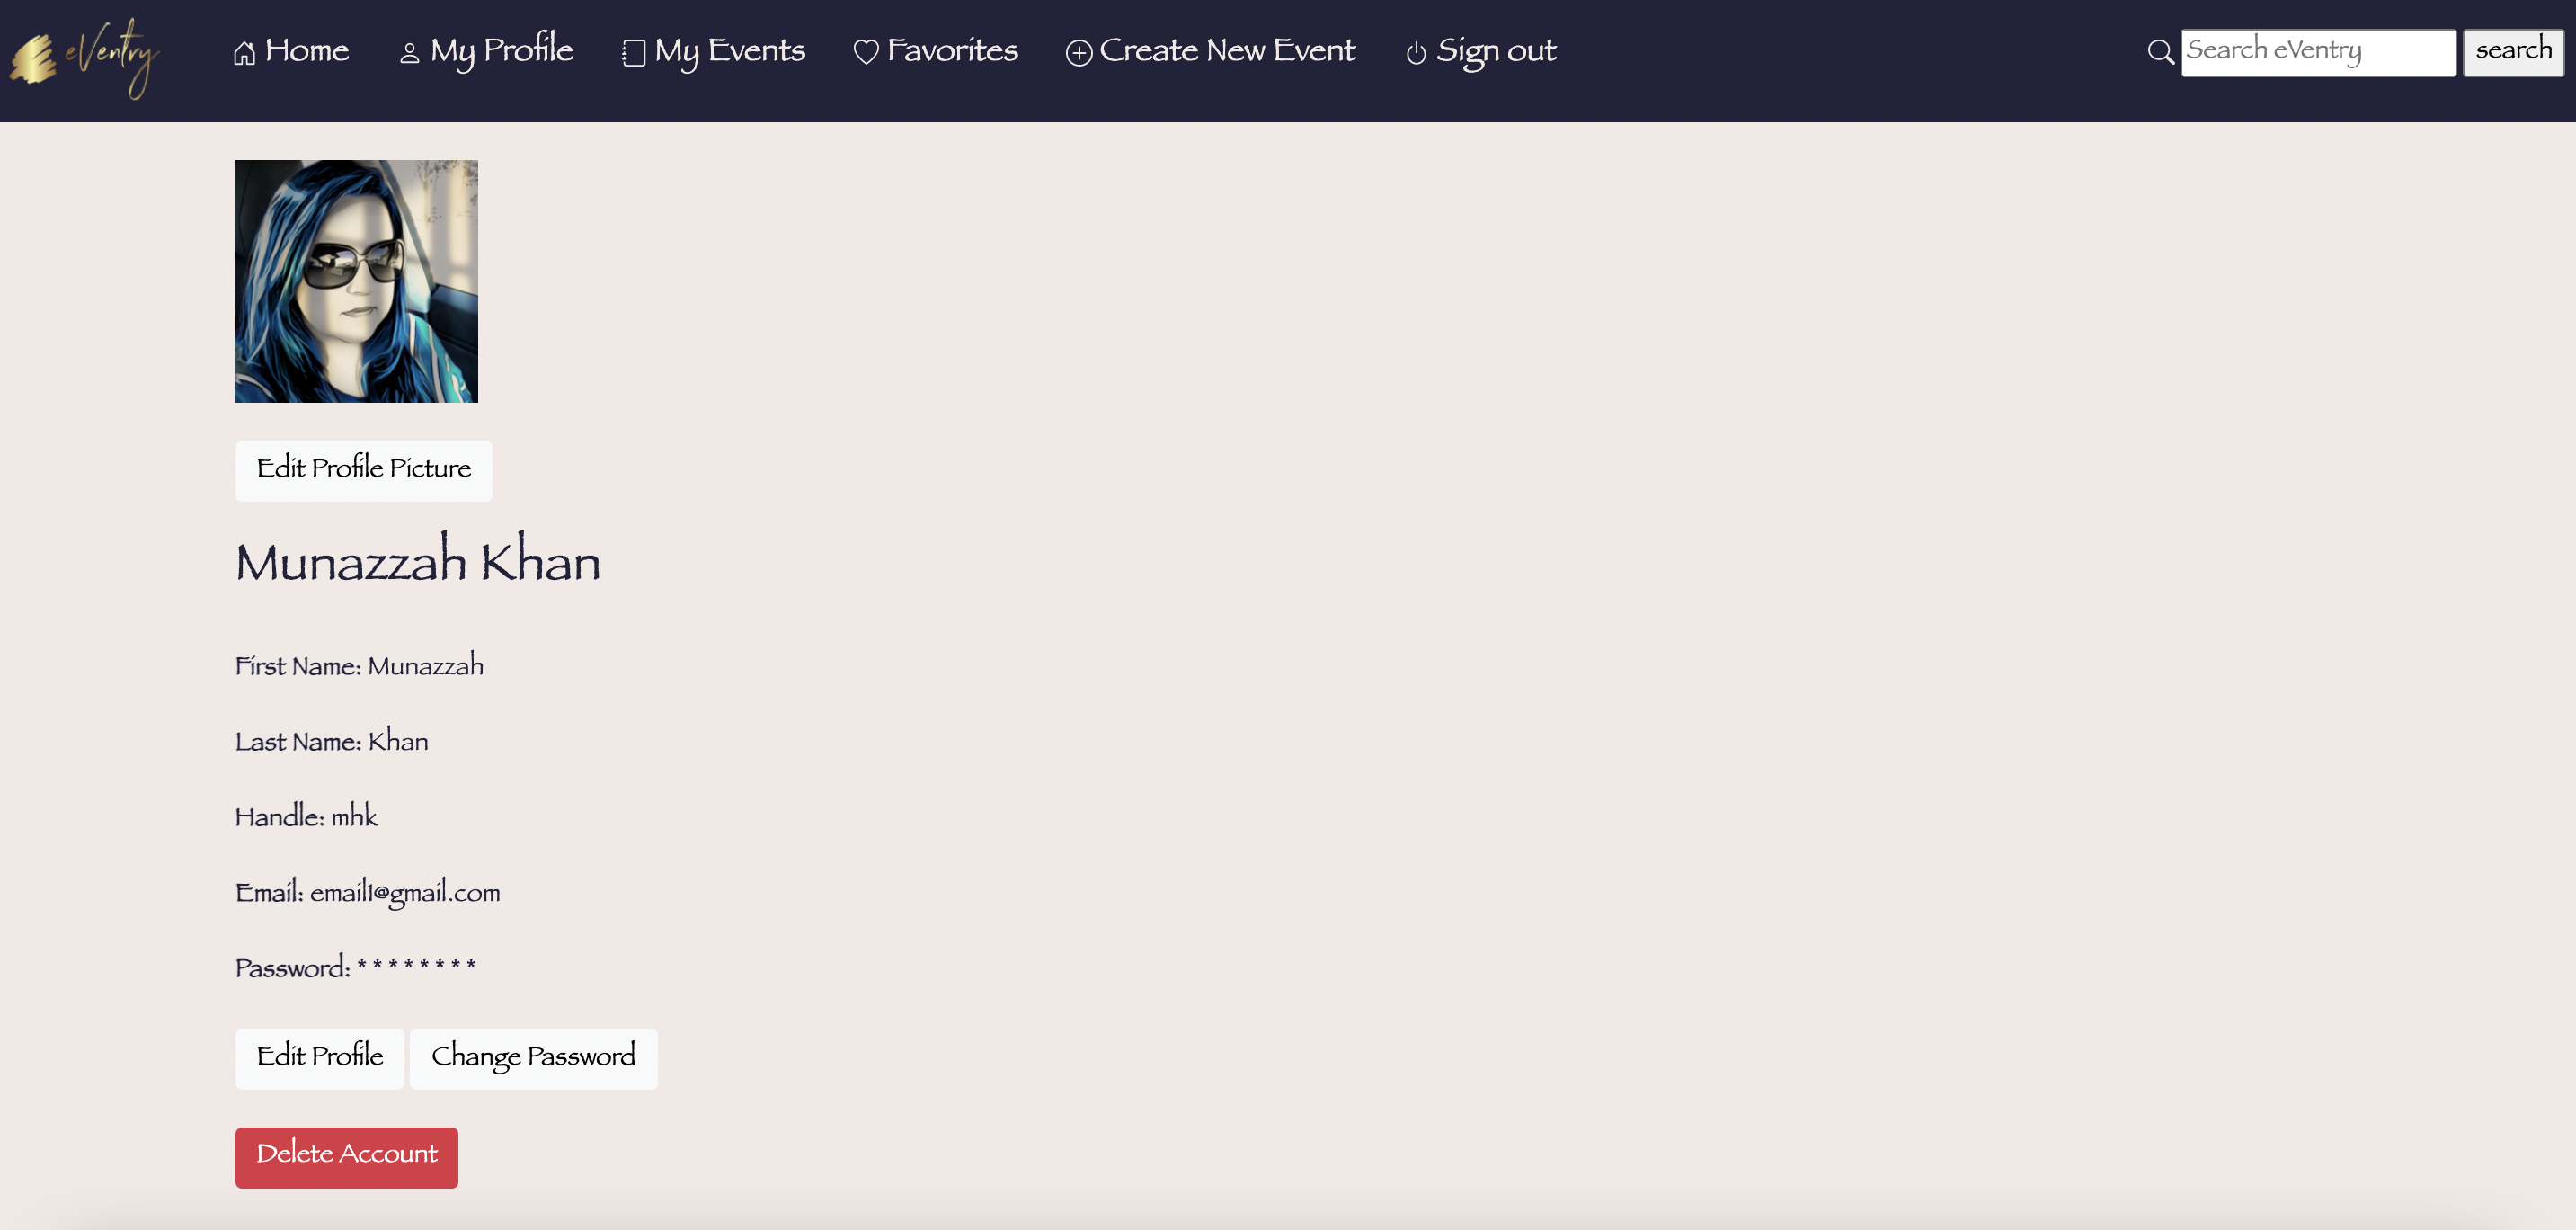 eVentry Home My Profile My Events Favorites Create New Event Sign out Search eVentry search
Edit Profile Picture
Munazzah Khan
First Name: Munazzah
Last Name: Khan
Handle: mhk
Email: email1@gmail.com
Password: * * * * * * * *
Edit Profile Change Password
Delete Account